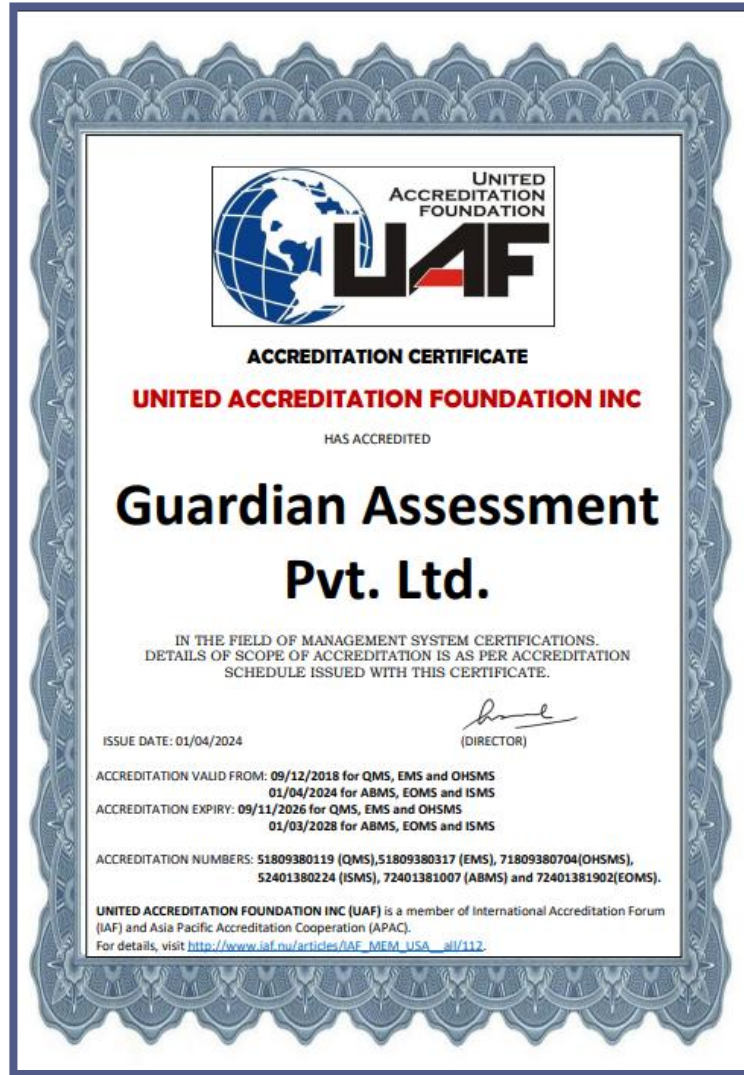 UNITED
ACCREDITATION
FOUNDATION
UAF
ACCREDITATION CERTIFICATE
UNITED ACCREDITATION FOUNDATION INC
HAS ACCREDITED
Guardian Assessment
Pvt. Ltd.
IN THE FIELD OF MANAGEMENT SYSTEM CERTIFICATIONS.
DETAILS OF SCOPE OF ACCREDITATION IS AS PER ACCREDITATION
SCHEDULE ISSUED WITH THIS CERTIFICATE.
ISSUE DATE: 01/04/2024
(DIRECTOR)
ACCREDITATION VALID FROM: 09/12/2018 for QMS, EMS and OHSMS
01/04/2024 for ABMS, EOMS and ISMS
ACCREDITATION EXPIRY: 09/11/2026 for QMS, EMS and OHSMS
01/03/2028 for ABMS, EOMS and ISMS
ACCREDITATION NUMBERS: 51809380119 (QMS),51809380317 (EMS), 71809380704(OHSMS),
52401380224 (ISMS), 72401381007 (ABMS) and 72401381902(EOMS).
UNITED ACCREDITATION FOUNDATION INC (UAF) is a member of International Accreditation Forum
(IAF) and Asia Pacific Accreditation Cooperation (APAC).
For details, visit http://www.iaf.nu/articles/IAF_MEM_USA__all/112.